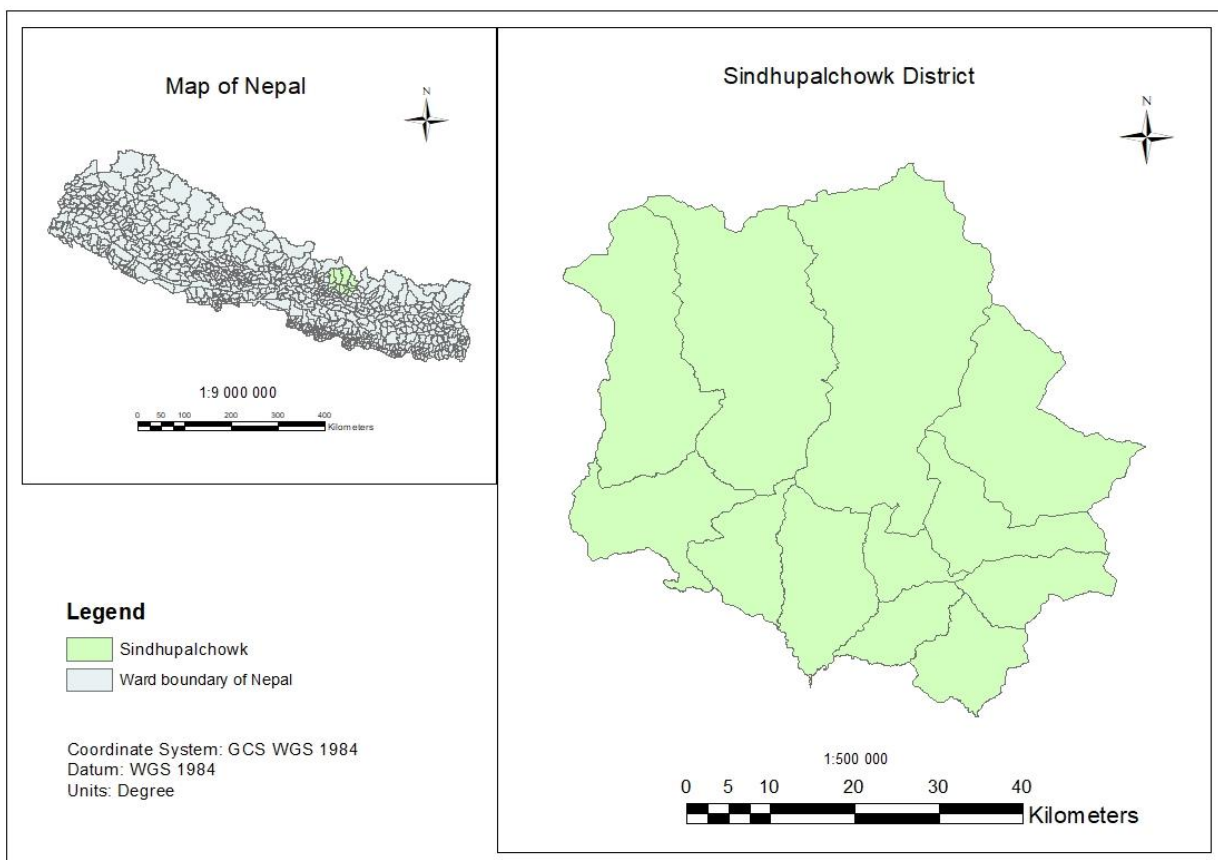 Map of Nepal
N
1:9 000 000
0 50 100 200 300 400
Kilometers
Sindhupalchowk District
N
1:500 000
0 5 10 20 30 40
Kilometers
Legend
Sindhupalchowk
Ward boundary of Nepal
Coordinate System: GCS WGS 1984
Datum: WGS 1984
Units: Degree